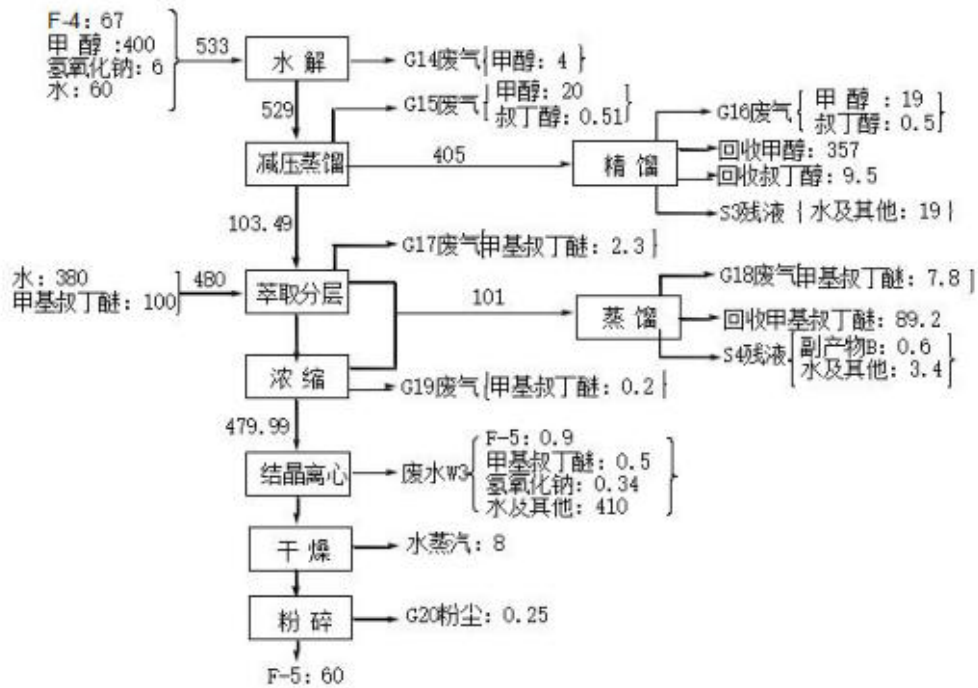 F-4: 67
甲 醇 :400
氢氧化钠: 6
水: 60
533
水 解
G14废气{甲醇: 4 }
529
G15废气{甲醇: 20
叔丁醇: 0.51}
减压蒸馏
405
精 馏
G16废气{甲 醇 : 19
叔丁醇: 0.5}
回收甲醇: 357
回收叔丁醇: 9.5
S3残液 { 水及其他: 19 }
103.49
G17废气{甲基叔丁醚: 2.3 }
水: 380
甲基叔丁醚: 100
480
萃取分层
101
蒸 馏
G18废气{甲基叔丁醚: 7.8 ]
回收甲基叔丁醚: 89.2
S4残液{副产物B: 0.6
水及其他: 3.4 }
浓 缩
G19废气{甲基叔丁醚: 0.2 }
479.99
结晶离心
废水W3
F-5: 0.9
甲基叔丁醚: 0.5
氢氧化钠: 0.34
水及其他: 410
干 燥
水蒸汽: 8
粉 碎
G20粉尘: 0.25
F-5: 60